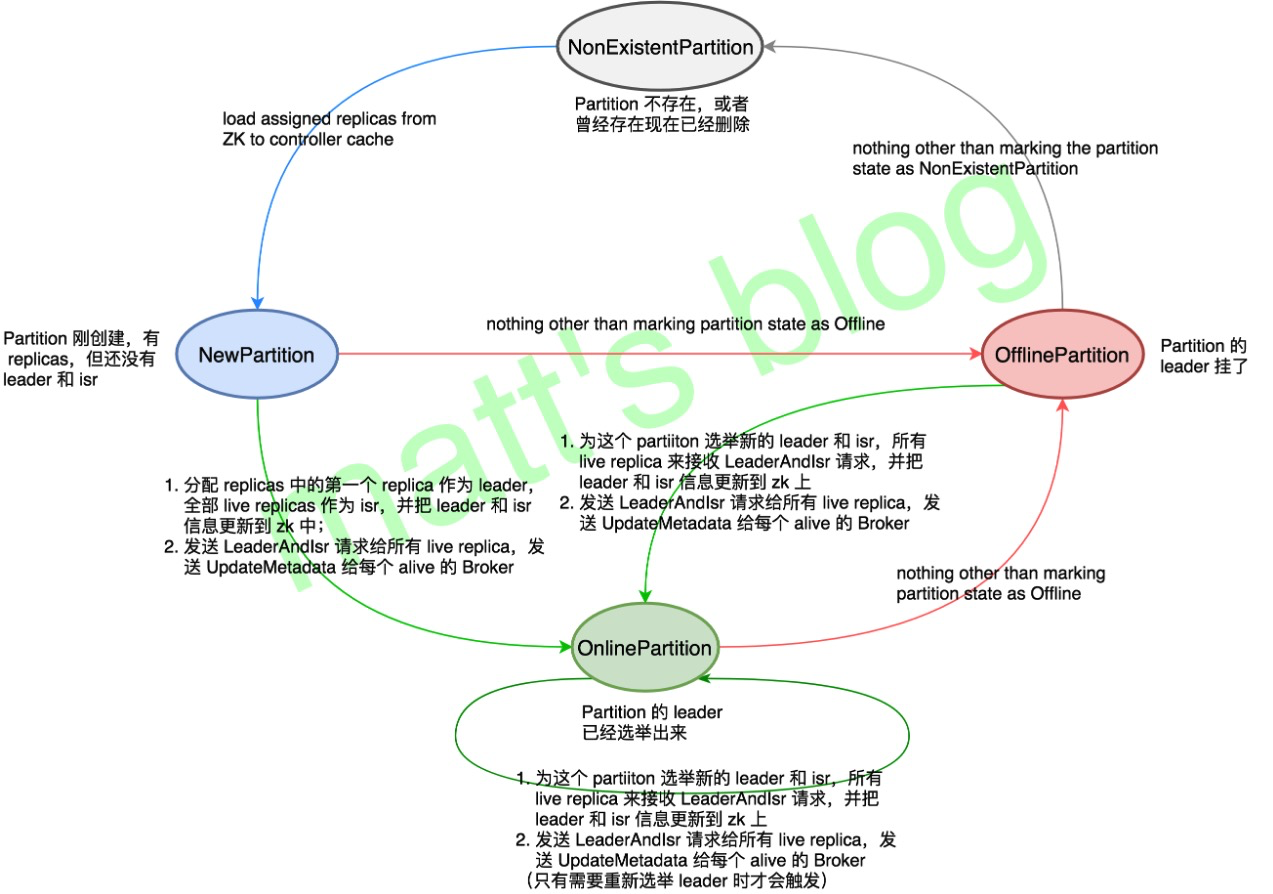 NonExistentPartition
Partition 不存在，或者
曾经存在现在已经删除
load assigned replicas from
ZK to controller cache
nothing other than marking the partition
state as NonExistentPartition
Partition 刚创建，有
replicas，但还没有
leader 和 isr
NewPartition
nothing other than marking partition state as Offline
OfflinePartition
Partition 的
leader 挂了
matt's blog
1. 分配 replicas 中的第一个 replica 作为 leader，
全部 live replicas 作为 isr，并把 leader 和 isr
信息更新到 zk 中；
2. 发送 LeaderAndIsr 请求给所有 live replica，发
送 UpdateMetadata 给每个 alive 的 Broker
1. 为这个 partiiton 选举新的 leader 和 isr，所有
live replica 来接收 LeaderAndIsr 请求，并把
leader 和 isr 信息更新到 zk 上
2. 发送 LeaderAndIsr 请求给所有 live replica，发
送 UpdateMetadata 给每个 alive 的 Broker
nothing other than marking
partition state as Offline
OnlinePartition
Partition 的 leader
已经选举出来
1. 为这个 partiiton 选举新的 leader 和 isr，所有
live replica 来接收 LeaderAndIsr 请求，并把
leader 和 isr 信息更新到 zk 上
2. 发送 LeaderAndIsr 请求给所有 live replica，发
送 UpdateMetadata 给每个 alive 的 Broker
（只有需要重新选举 leader 时才会触发）